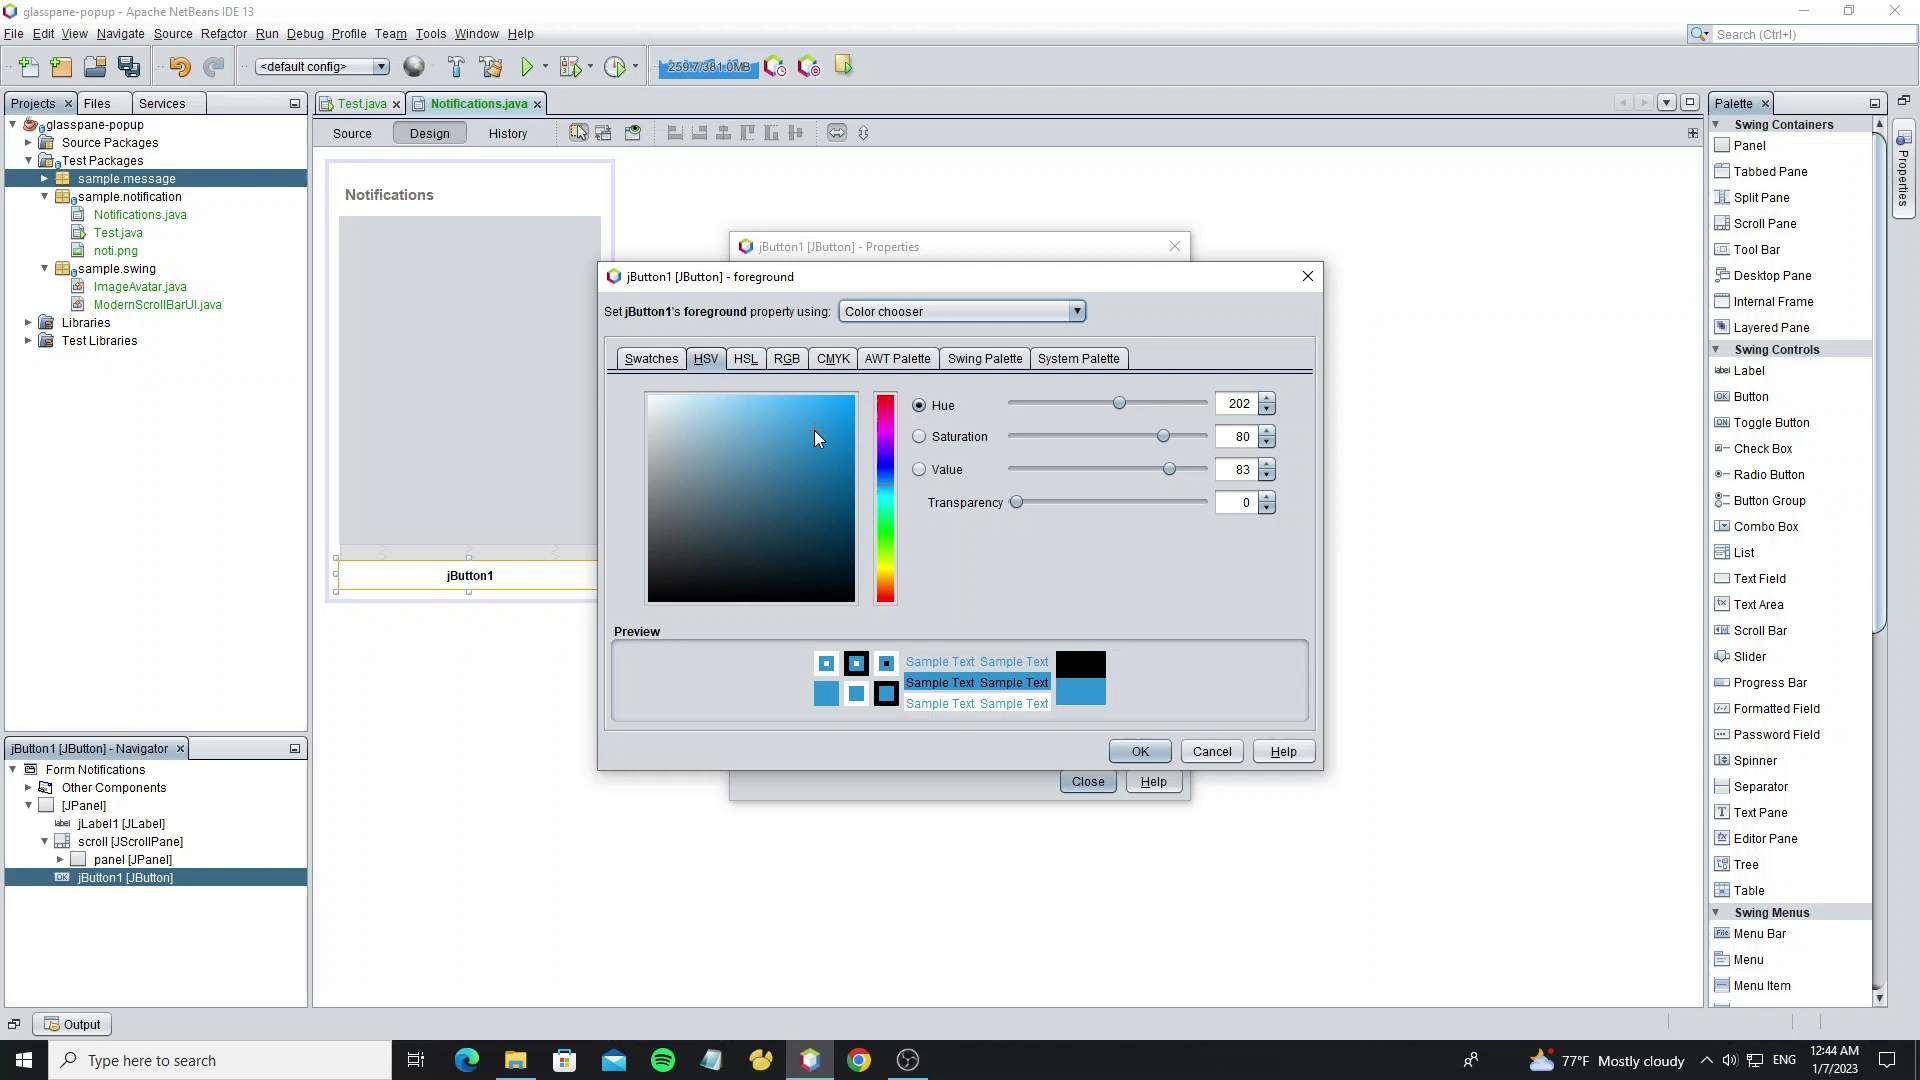 glasspane-popup - Apache NetBeans IDE 13
File Edit View Navigate Source Refactor Run Debug Profile Team Tools Window Help
Search (Ctrl+I)
<default config>
259.7/381.0MB
Projects Files Services
Test.java Notifications.java
Palette
Source Design History
glasspane-popup
Source Packages
Test Packages
sample.message
sample.notification
Notifications.java
Test.java
noti.png
sample.swing
ImageAvatar.java
ModernScrollBarUI.java
Libraries
Test Libraries
Notifications
jButton1
jButton1 [JButton] - Properties
jButton1 [JButton] - foreground
Set jButton1's foreground property using: Color chooser
Swatches HSV HSL RGB CMYK AWT Palette Swing Palette System Palette
Hue 202
Saturation 80
Value 83
Transparency 0
Preview
Sample Text Sample Text
Sample Text Sample Text
Sample Text Sample Text
OK Cancel Help
Close Help
Swing Containers
Panel
Tabbed Pane
Split Pane
Scroll Pane
Tool Bar
Desktop Pane
Internal Frame
Layered Pane
Swing Controls
label Label
OK Button
ON Toggle Button
Check Box
Radio Button
Button Group
Combo Box
List
Text Field
Text Area
Scroll Bar
Slider
Progress Bar
Formatted Field
Password Field
Spinner
Separator
Text Pane
Editor Pane
Tree
Table
Swing Menus
File Menu Bar
Menu
Menu Item
Properties
jButton1 [JButton] - Navigator
Form Notifications
Other Components
[JPanel]
label jLabel1 [JLabel]
scroll [JScrollPane]
panel [JPanel]
OK jButton1 [JButton]
Output
Type here to search
77°F Mostly cloudy
ENG
12:44 AM
1/7/2023